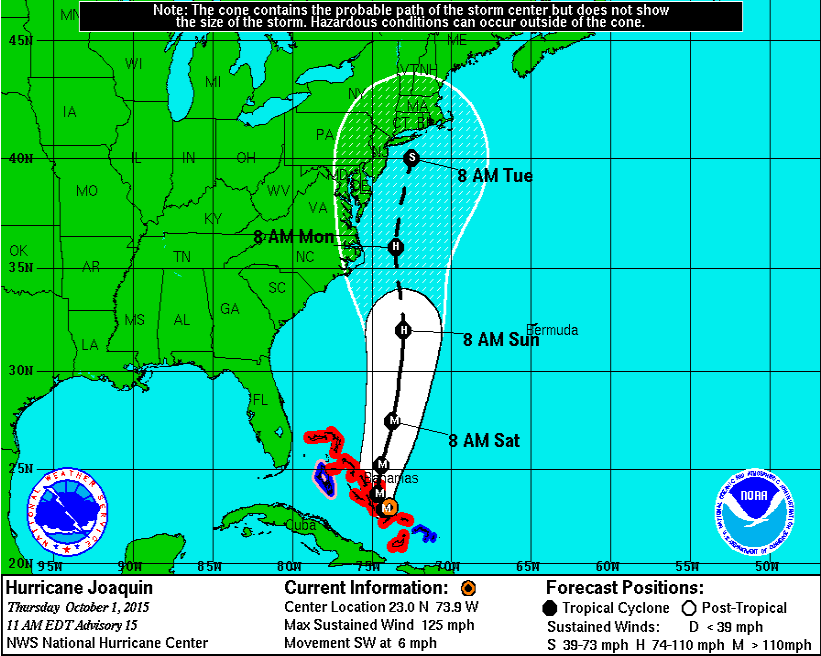 Note: The cone contains the probable path of the storm center but does not show
the size of the storm. Hazardous conditions can occur outside of the cone.
MN
ME
45N
WI
VT NH
MI
NY
MA
IA
CT RI
PA
NJ
40N
IL
IN
OH
S
8 AM Tue
MD
DE
MO
WV
VA
KY
8 AM Mon
H
OK
TN
NC
35N
AR
SC
MS
AL
GA
H
8 AM Sun
Bermuda
LA
30N
FL
M
8 AM Sat
25N
M
Bahamas
M
M
NATIONAL WEATHER SERVICE
NOAA
Cuba
20N
95W
90W
85W
80W
75W
70W
65W
60W
55W
50W
Hurricane Joaquin
Thursday October 1, 2015
11 AM EDT Advisory 15
NWS National Hurricane Center
Current Information:
Center Location 23.0 N 73.9 W
Max Sustained Wind 125 mph
Movement SW at 6 mph
Forecast Positions:
Tropical Cyclone Post-Tropical
Sustained Winds: D < 39 mph
S 39-73 mph H 74-110 mph M > 110mph